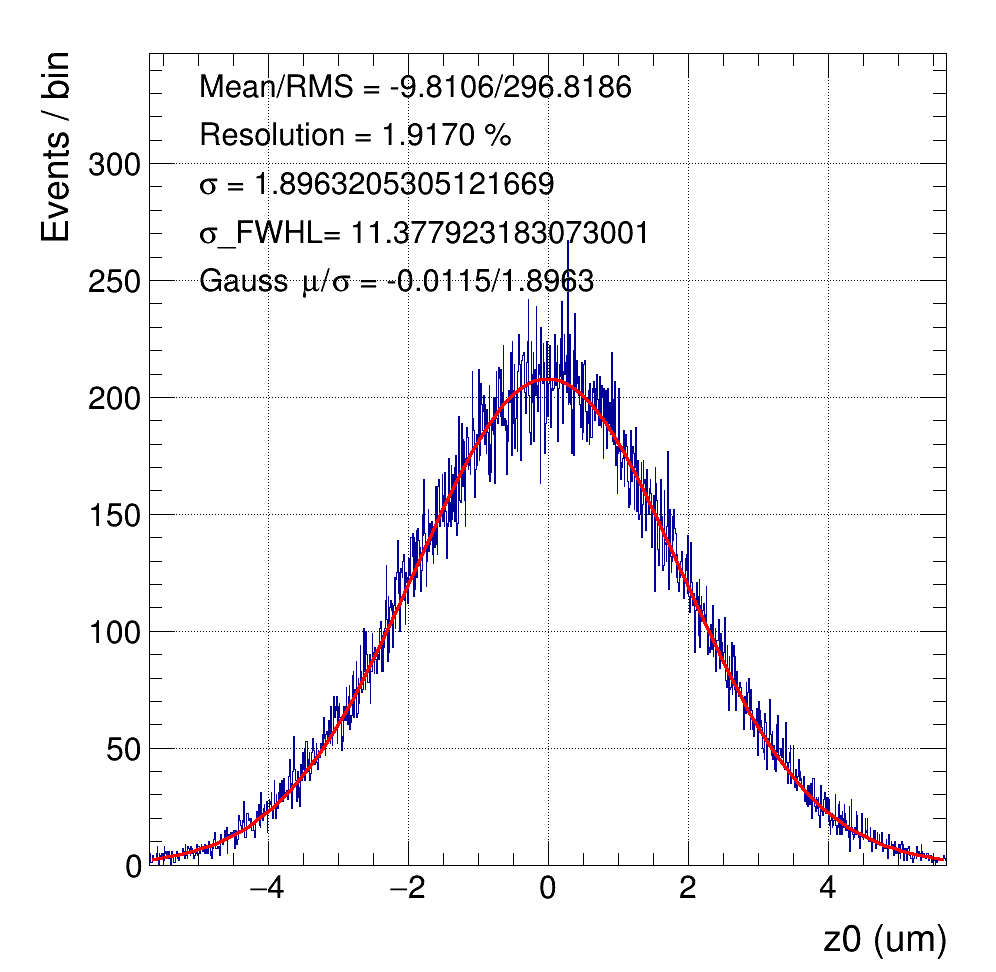 Events / bin
Mean/RMS = -9.8106/296.8186
Resolution = 1.9170 %
σ = 1.8963205305121669
σ_FWHL= 11.377923183073001
Gauss μ/σ = -0.0115/1.8963
300
250
200
150
100
50
0
−4 −2 0 2 4
z0 (um)